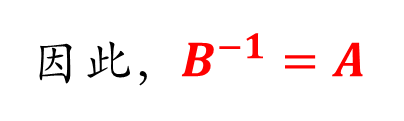 因此，$B^{-1} = A$